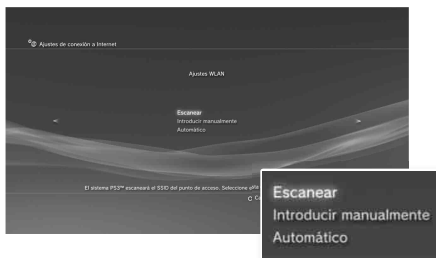 Ajustes de conexión a Internet
Ajustes WLAN
Escanear
Introducir manualmente
Automático
El sistema PS3™ escaneará el SSID del punto de acceso. Seleccione
Escanear
Introducir manualmente
Automático